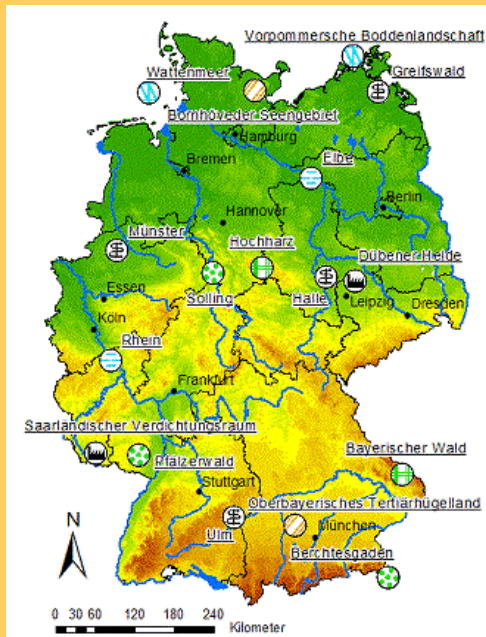 Vorpommersche Boddenlandschaft
Wattenmeer
Greifswald
Bornhöveder Seengebiet
Hamburg
Bremen
Elbe
Berlin
Hannover
Münster
Hochharz
Dübener Heide
Essen
Solling
Halle
Leipzig
Dresden
Köln
Rhein
Frankfurt
Saarländischer Verdichtungsraum
Bayerischer Wald
Pfälzerwald
Stuttgart
Oberbayerisches Tertiärhügelland
Ulm
München
N
Berchtesgaden
0 30 60 120 180 240
Kilometer